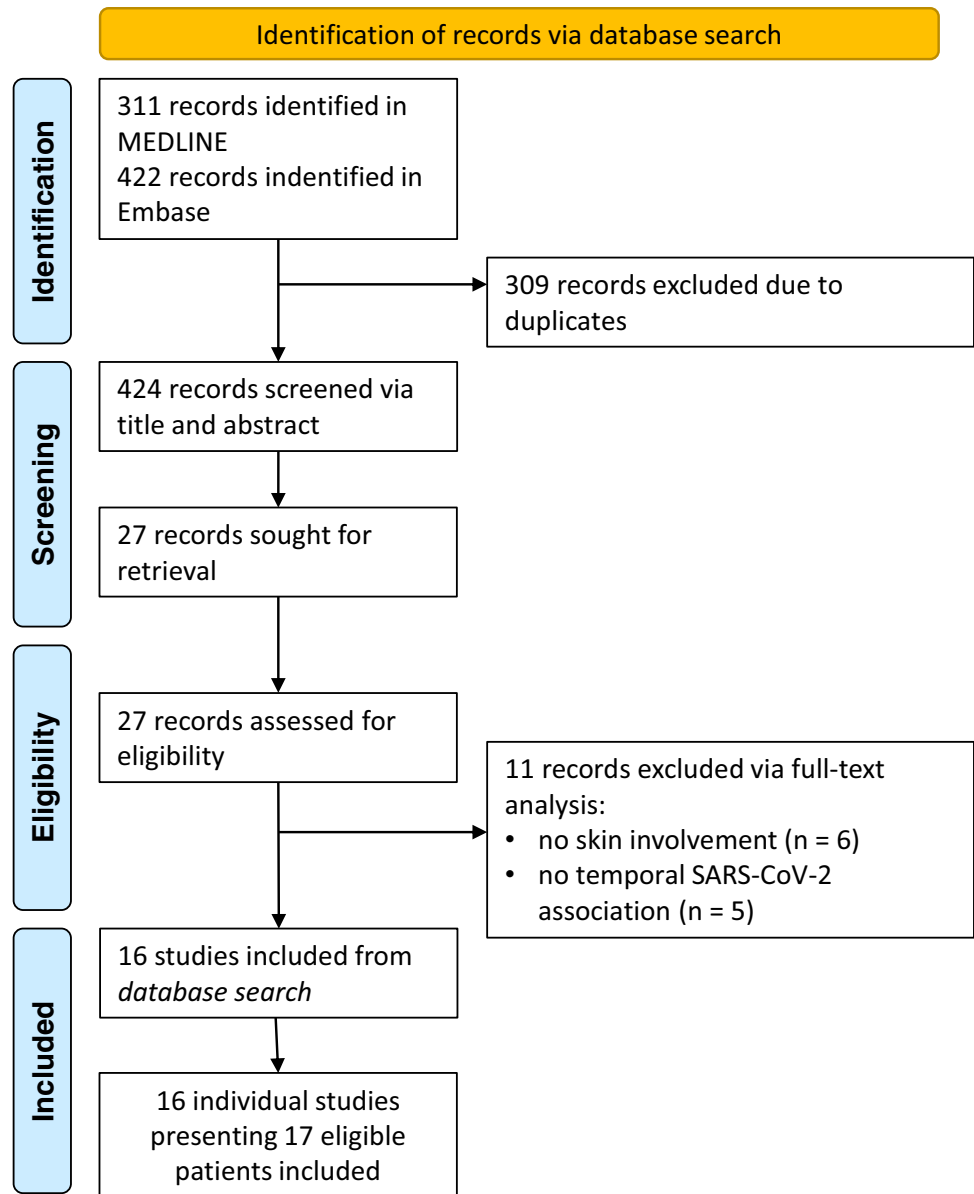 Identification of records via database search
Identification
311 records identified in
MEDLINE
422 records indentified in
Embase
309 records excluded due to
duplicates
Screening
424 records screened via
title and abstract
27 records sought for
retrieval
Eligibility
27 records assessed for
eligibility
11 records excluded via full-text
analysis:
• no skin involvement (n = 6)
• no temporal SARS-CoV-2
association (n = 5)
Included
16 studies included from
database search
16 individual studies
presenting 17 eligible
patients included